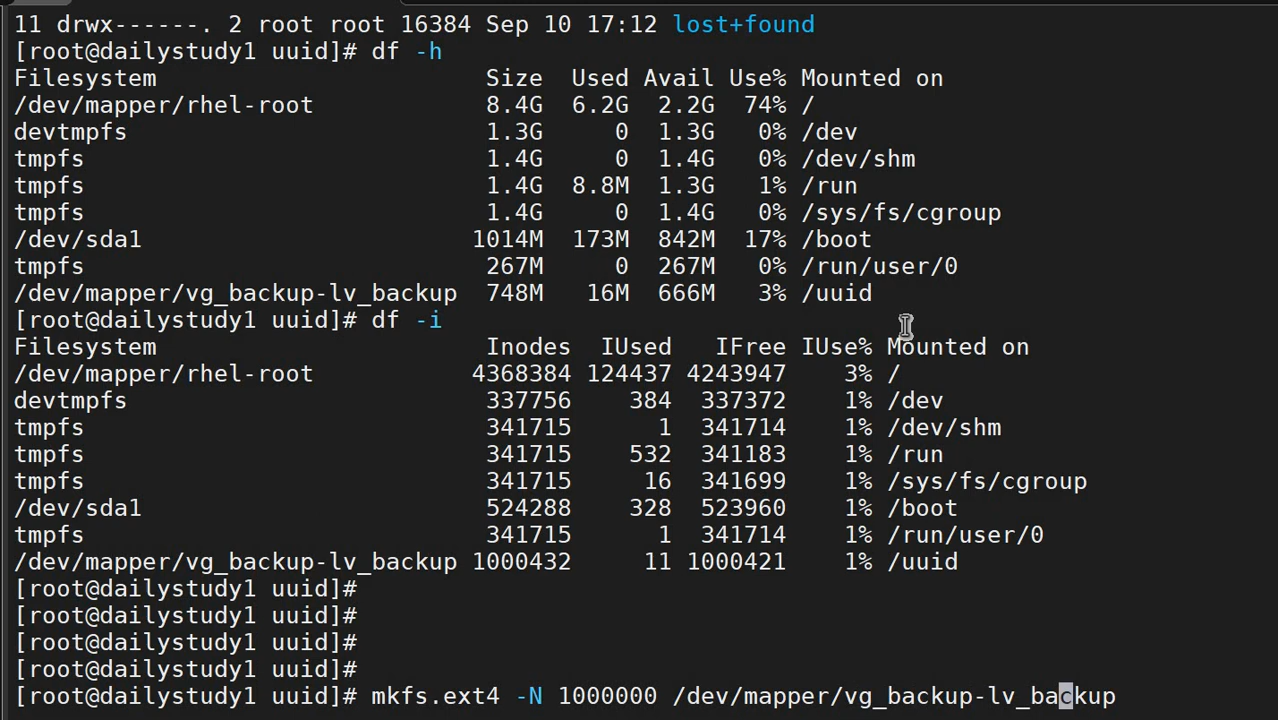 11 drwx------. 2 root root 16384 Sep 10 17:12 lost+found
[root@dailystudy1 uuid]# df -h
Filesystem                       Size  Used Avail Use% Mounted on
/dev/mapper/rhel-root            8.4G  6.2G  2.2G  74% /
devtmpfs                         1.3G     0  1.3G   0% /dev
tmpfs                            1.4G     0  1.4G   0% /dev/shm
tmpfs                            1.4G  8.8M  1.3G   1% /run
tmpfs                            1.4G     0  1.4G   0% /sys/fs/cgroup
/dev/sda1                       1014M  173M  842M  17% /boot
tmpfs                            267M     0  267M   0% /run/user/0
/dev/mapper/vg_backup-lv_backup  748M   16M  666M   3% /uuid
[root@dailystudy1 uuid]# df -i
Filesystem                       Inodes  IUsed   IFree IUse% Mounted on
/dev/mapper/rhel-root           4368384 124437 4243947    3% /
devtmpfs                         337756    384  337372    1% /dev
tmpfs                            341715      1  341714    1% /dev/shm
tmpfs                            341715    532  341183    1% /run
tmpfs                            341715     16  341699    1% /sys/fs/cgroup
/dev/sda1                        524288    328  523960    1% /boot
tmpfs                            341715      1  341714    1% /run/user/0
/dev/mapper/vg_backup-lv_backup 1000432     11 1000421    1% /uuid
[root@dailystudy1 uuid]#
[root@dailystudy1 uuid]#
[root@dailystudy1 uuid]#
[root@dailystudy1 uuid]#
[root@dailystudy1 uuid]# mkfs.ext4 -N 1000000 /dev/mapper/vg_backup-lv_backup